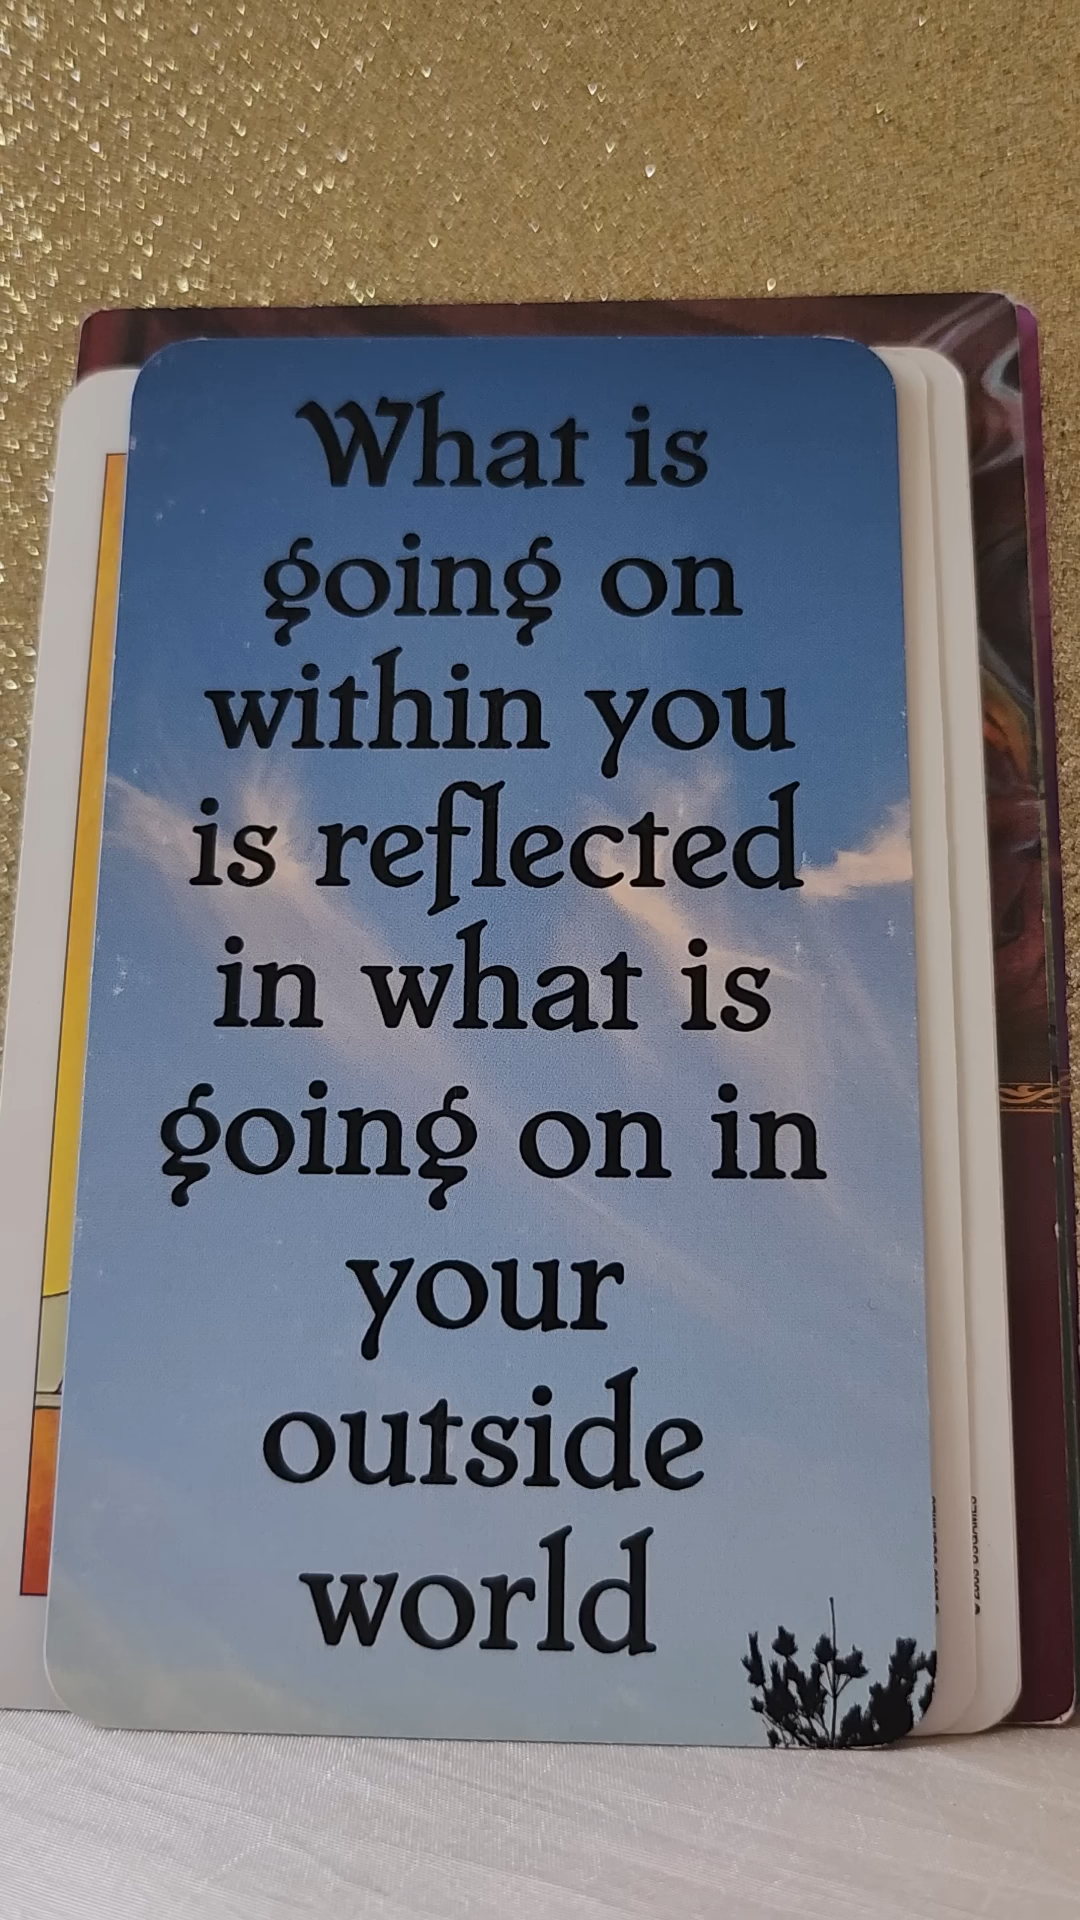 What is
going on
within you
is reflected
in what is
going on in
your
outside
world